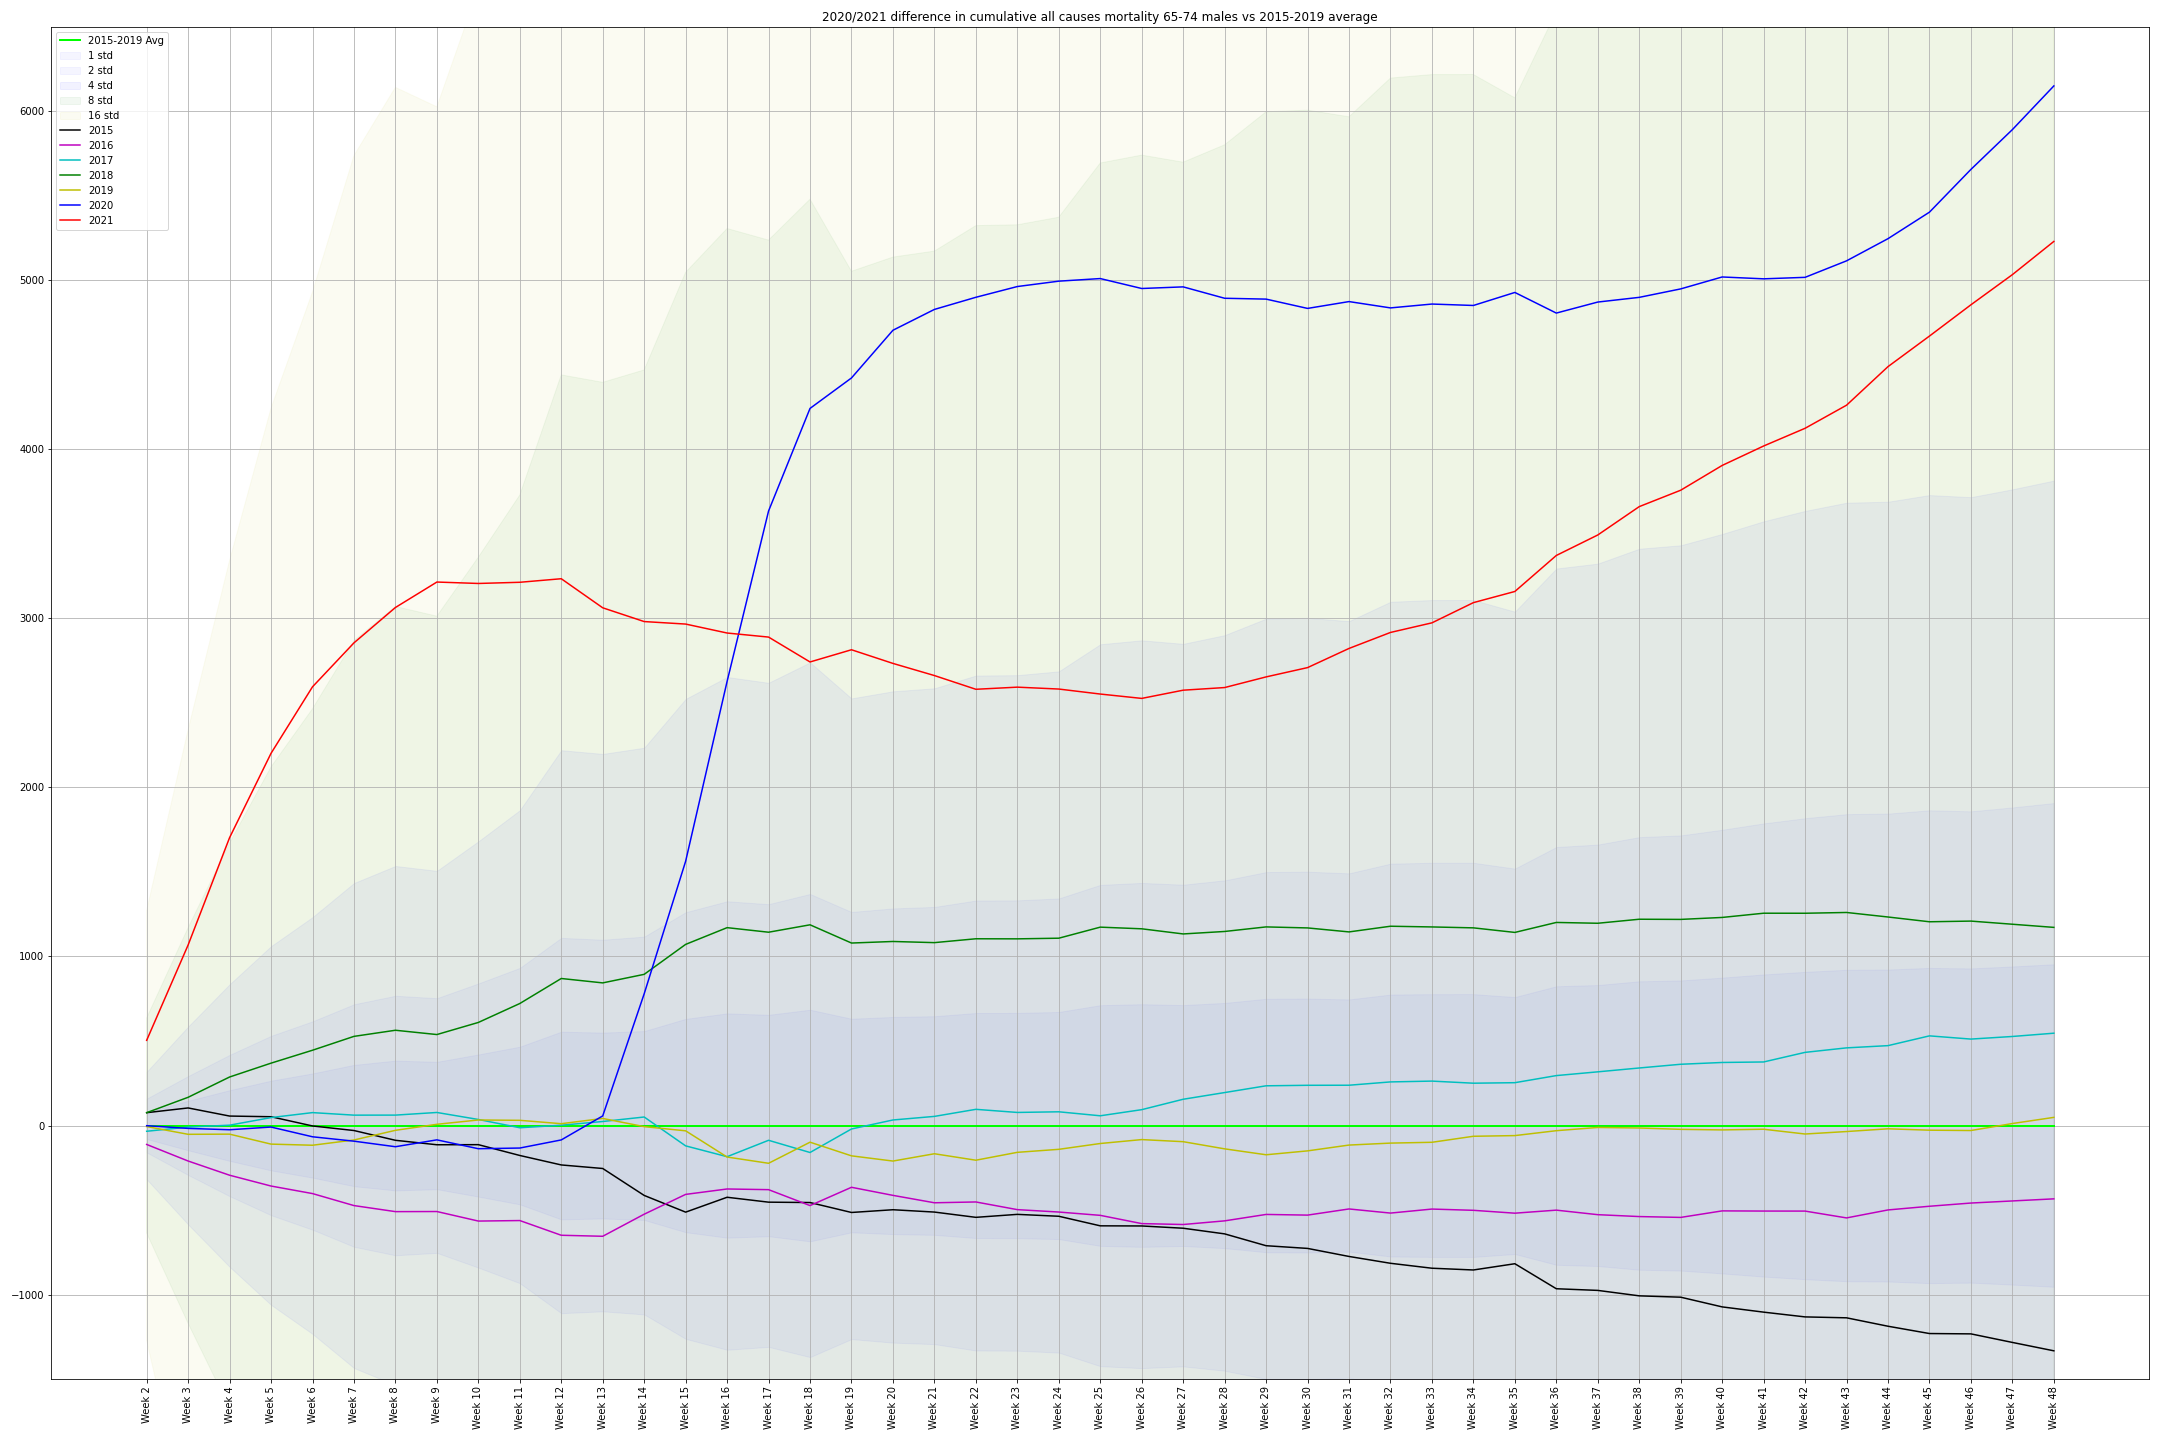 2020/2021 difference in cumulative all causes mortality 65-74 males vs 2015-2019 average
2015-2019 Avg
1 std
2 std
4 std
8 std
16 std
2015
2016
2017
2018
2019
2020
2021
6000
5000
4000
3000
2000
1000
0
−1000
Week 2
Week 3
Week 4
Week 5
Week 6
Week 7
Week 8
Week 9
Week 10
Week 11
Week 12
Week 13
Week 14
Week 15
Week 16
Week 17
Week 18
Week 19
Week 20
Week 21
Week 22
Week 23
Week 24
Week 25
Week 26
Week 27
Week 28
Week 29
Week 30
Week 31
Week 32
Week 33
Week 34
Week 35
Week 36
Week 37
Week 38
Week 39
Week 40
Week 41
Week 42
Week 43
Week 44
Week 45
Week 46
Week 47
Week 48